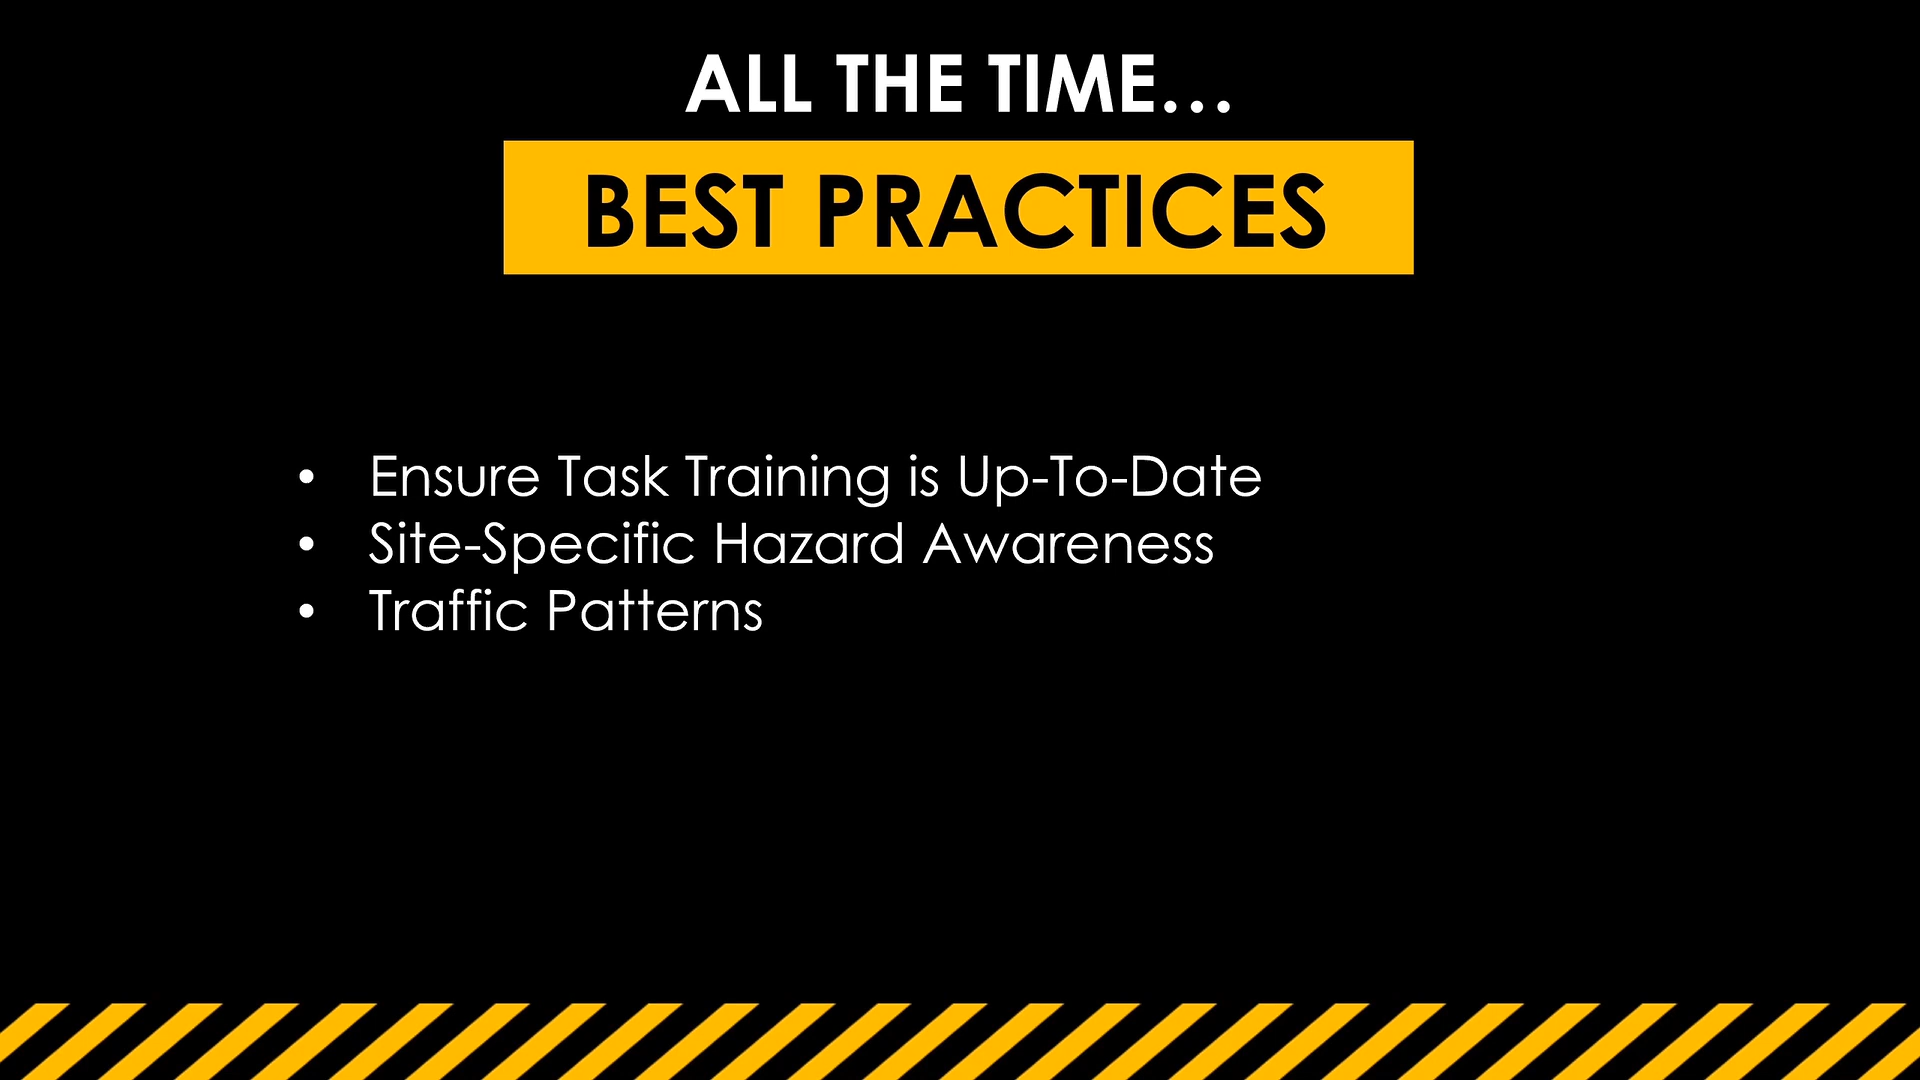 ALL THE TIME…
BEST PRACTICES
• Ensure Task Training is Up-To-Date
• Site-Specific Hazard Awareness
• Traffic Patterns